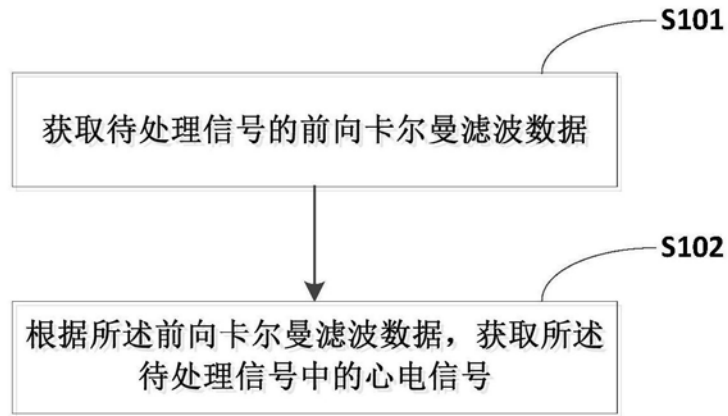 S101
获取待处理信号的前向卡尔曼滤波数据
S102
根据所述前向卡尔曼滤波数据，获取所述
待处理信号中的心电信号